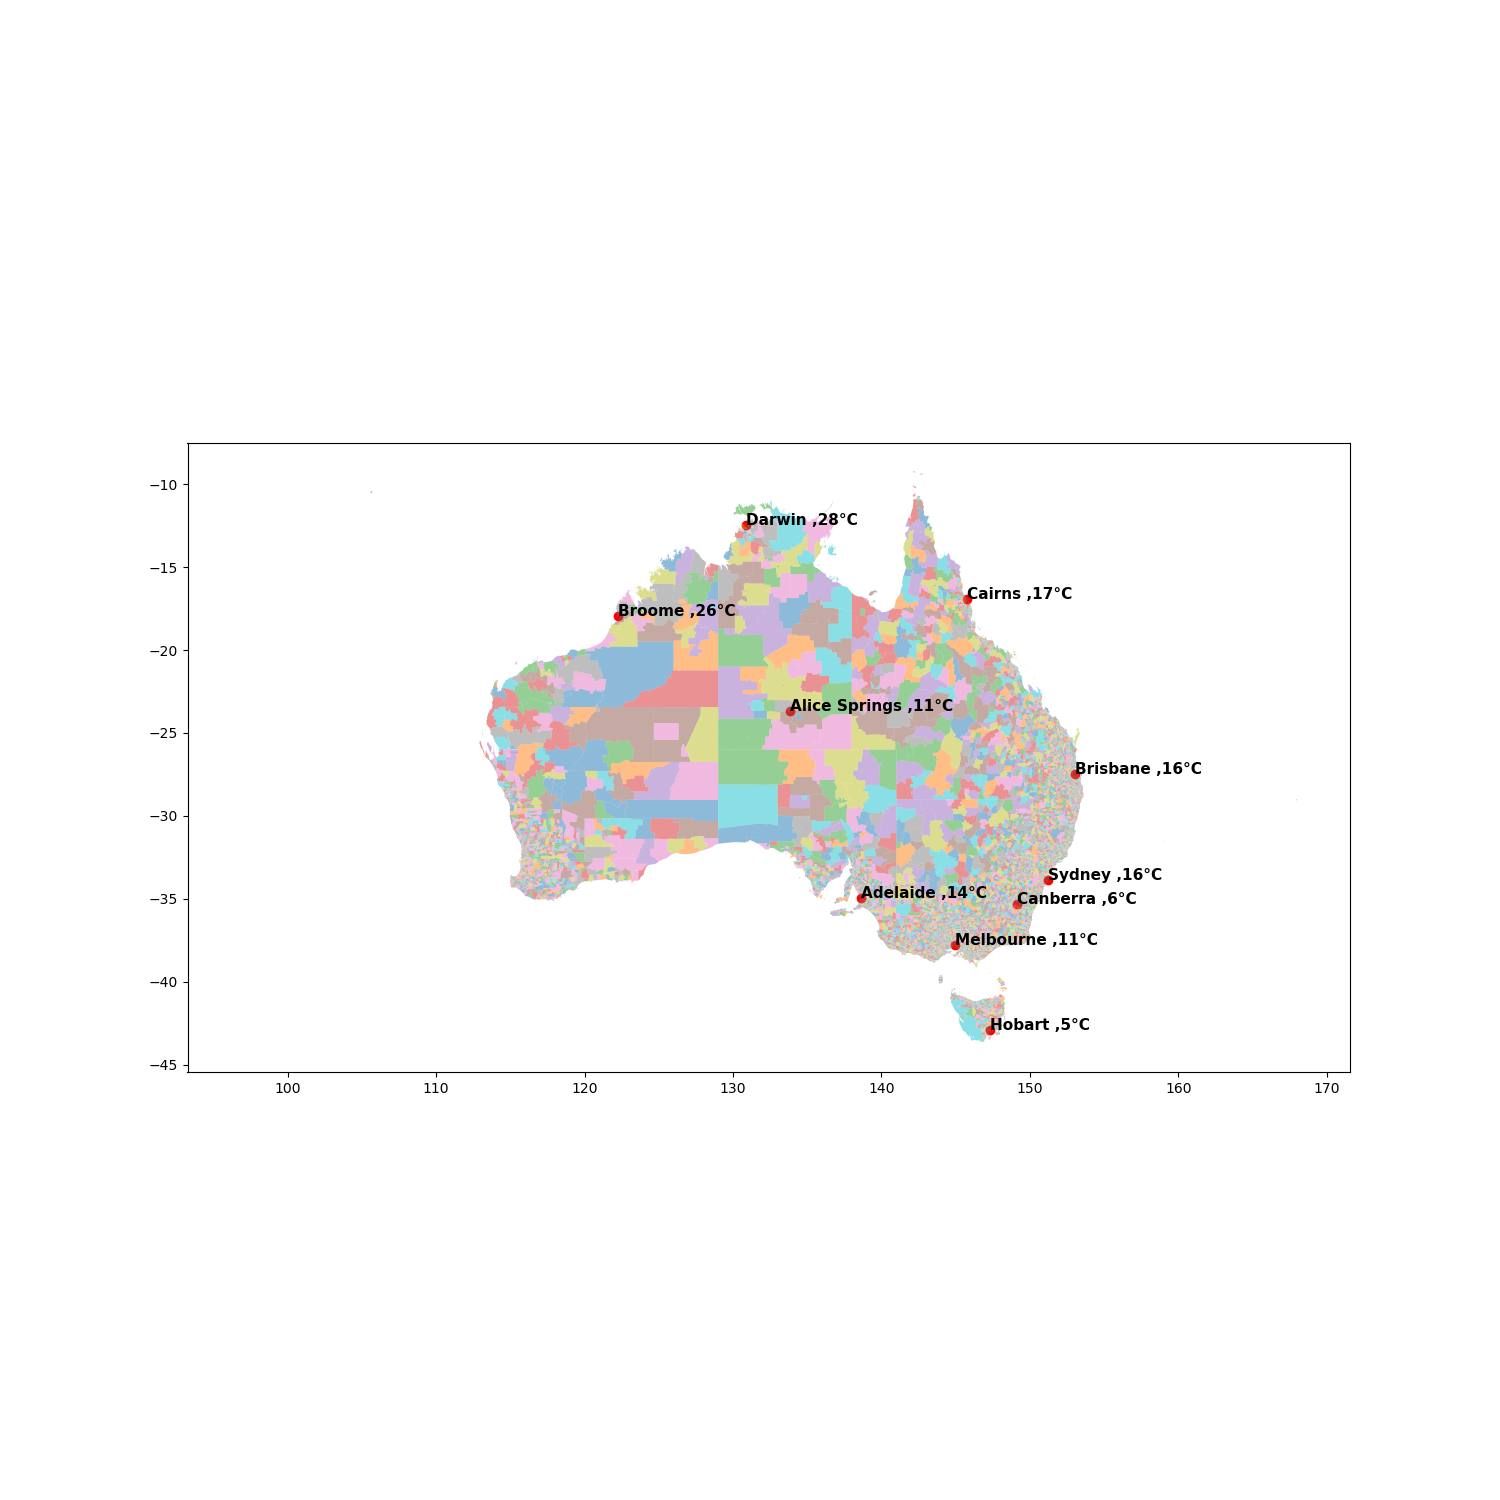 −10
−15
−20
−25
−30
−35
−40
−45
Darwin ,28°C
Cairns ,17°C
Broome ,26°C
Alice Springs ,11°C
Brisbane ,16°C
Sydney ,16°C
Adelaide ,14°C
Canberra ,6°C
Melbourne ,11°C
Hobart ,5°C
100 110 120 130 140 150 160 170